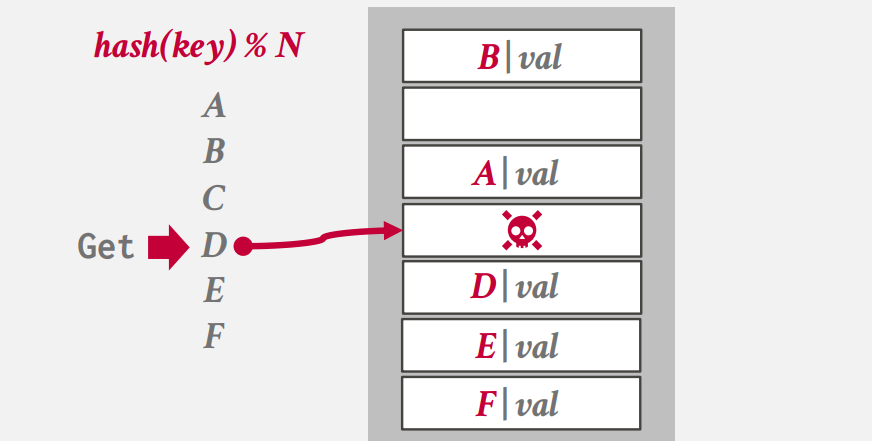 hash(key) % N
A
B
C
Get D
E
F
B|val
A|val
D|val
E|val
F|val